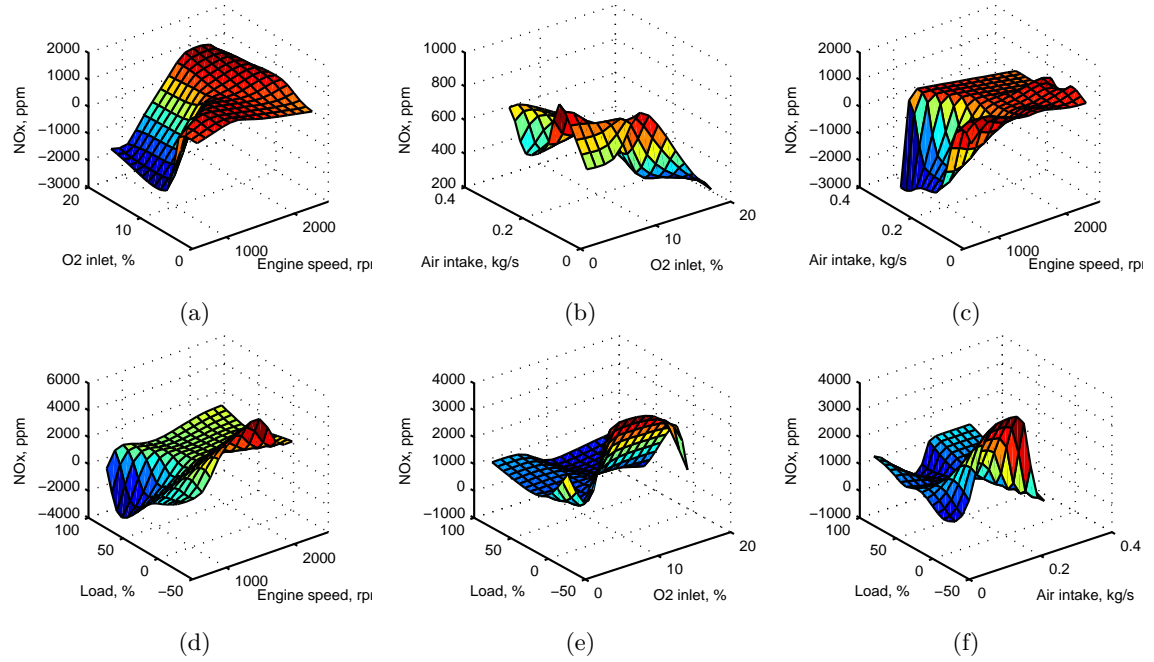 2000
1000
0
−1000
−2000
−3000
NOx, ppm
20
10
0
O2 inlet, %
1000
2000
Engine speed, rpm
(a)
1000
800
600
400
200
NOx, ppm
0.4
0.2
0
Air intake, kg/s
0
10
20
O2 inlet, %
(b)
2000
1000
0
−1000
−2000
−3000
NOx, ppm
0.4
0.2
0
Air intake, kg/s
1000
2000
Engine speed, rpm
(c)
6000
4000
2000
0
−2000
−4000
NOx, ppm
100
50
0
−50
Load, %
1000
2000
Engine speed, rpm
(d)
4000
3000
2000
1000
0
−1000
NOx, ppm
100
50
0
−50
Load, %
0
10
20
O2 inlet, %
(e)
4000
3000
2000
1000
0
−1000
NOx, ppm
100
50
0
−50
Load, %
0
0.2
0.4
Air intake, kg/s
(f)